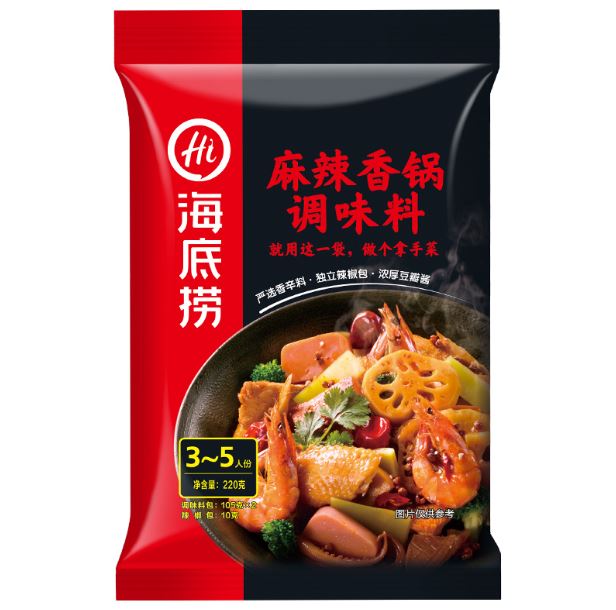 Hi
海底捞
麻辣香锅
调味料
就用这一袋，做个拿手菜
严选香辛料·独立辣椒包·浓厚豆瓣酱
3~5人份
净含量：220克
调味料包：105克×2
辣 椒 包：10克
图片仅供参考